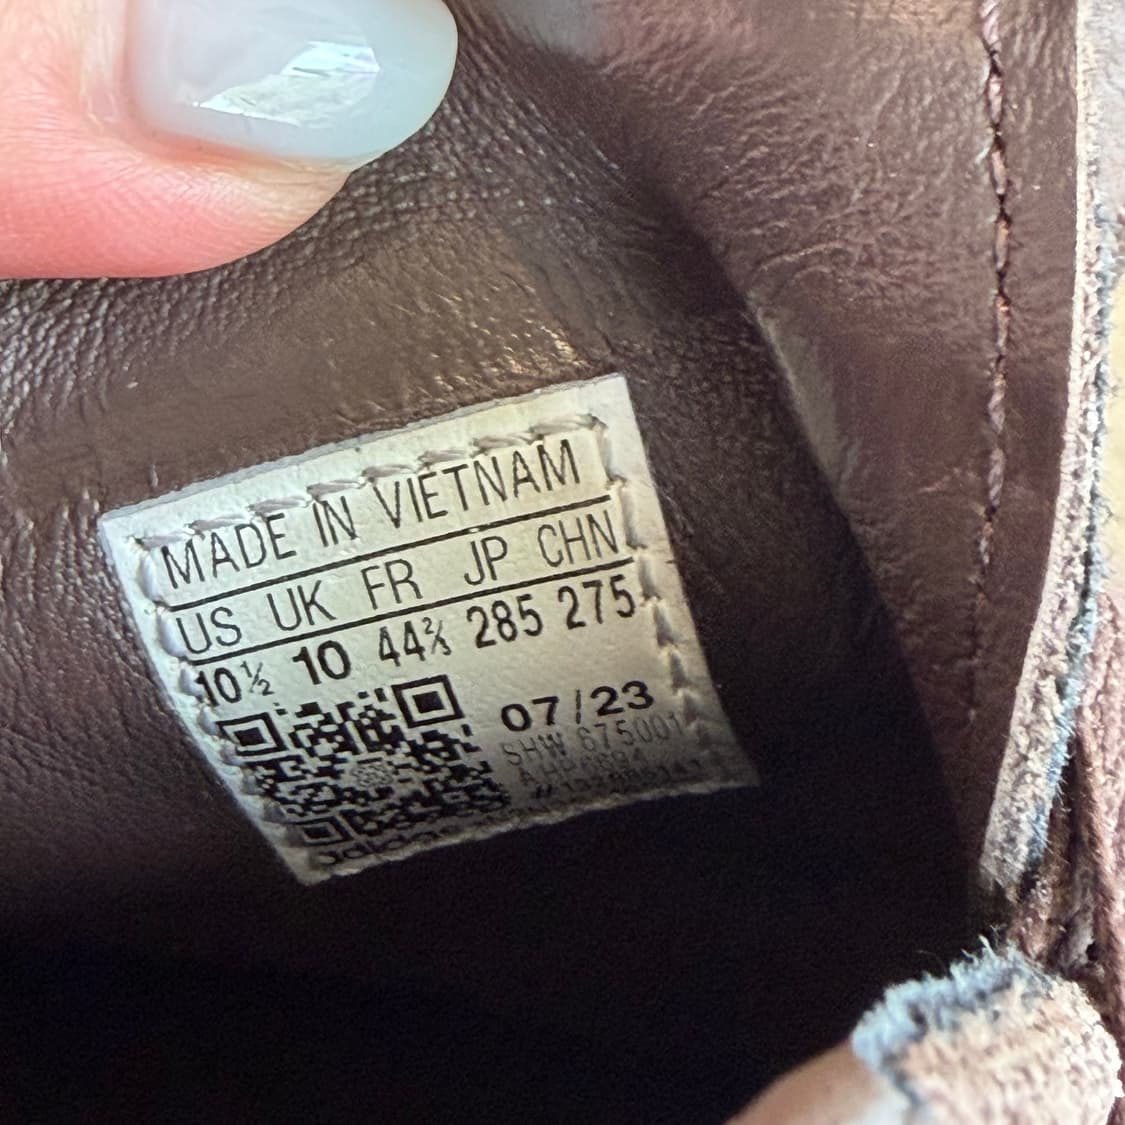 MADE IN VIETNAM
US UK FR JP CHN
10½ 10 44⅔ 285 275
07/23
SHW 675001
adidas